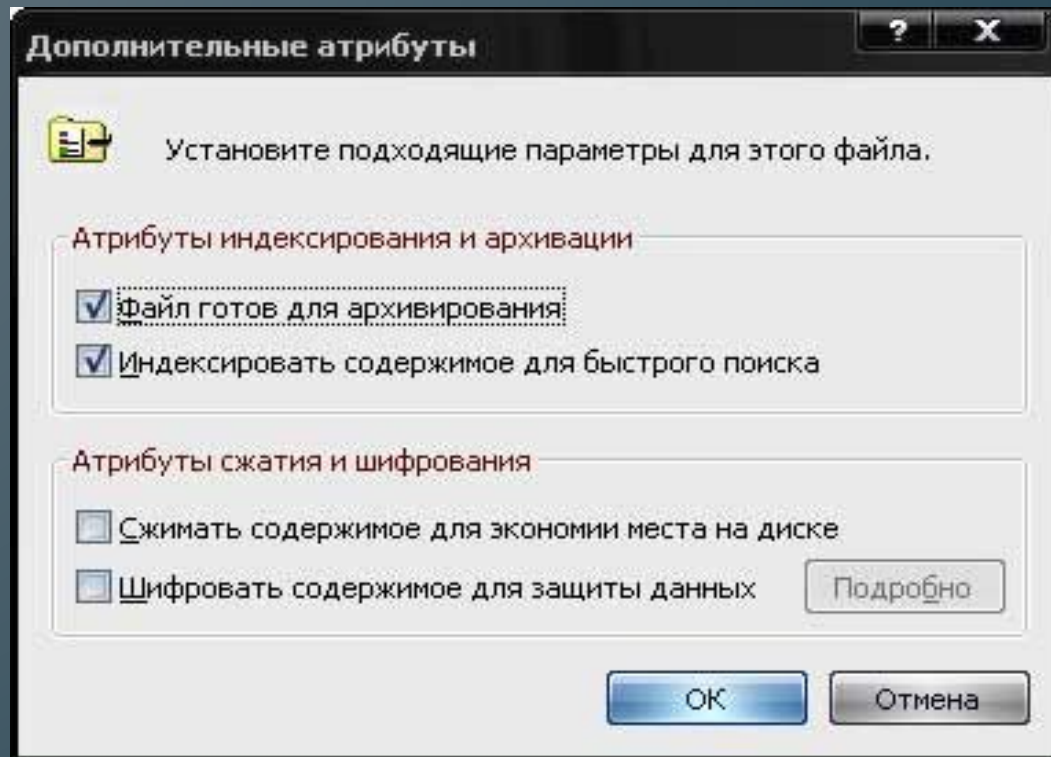 Дополнительные атрибуты
? X
Установите подходящие параметры для этого файла.
Атрибуты индексирования и архивации
Файл готов для архивирования
Индексировать содержимое для быстрого поиска
Атрибуты сжатия и шифрования
Сжимать содержимое для экономии места на диске
Шифровать содержимое для защиты данных Подробно
ОК Отмена